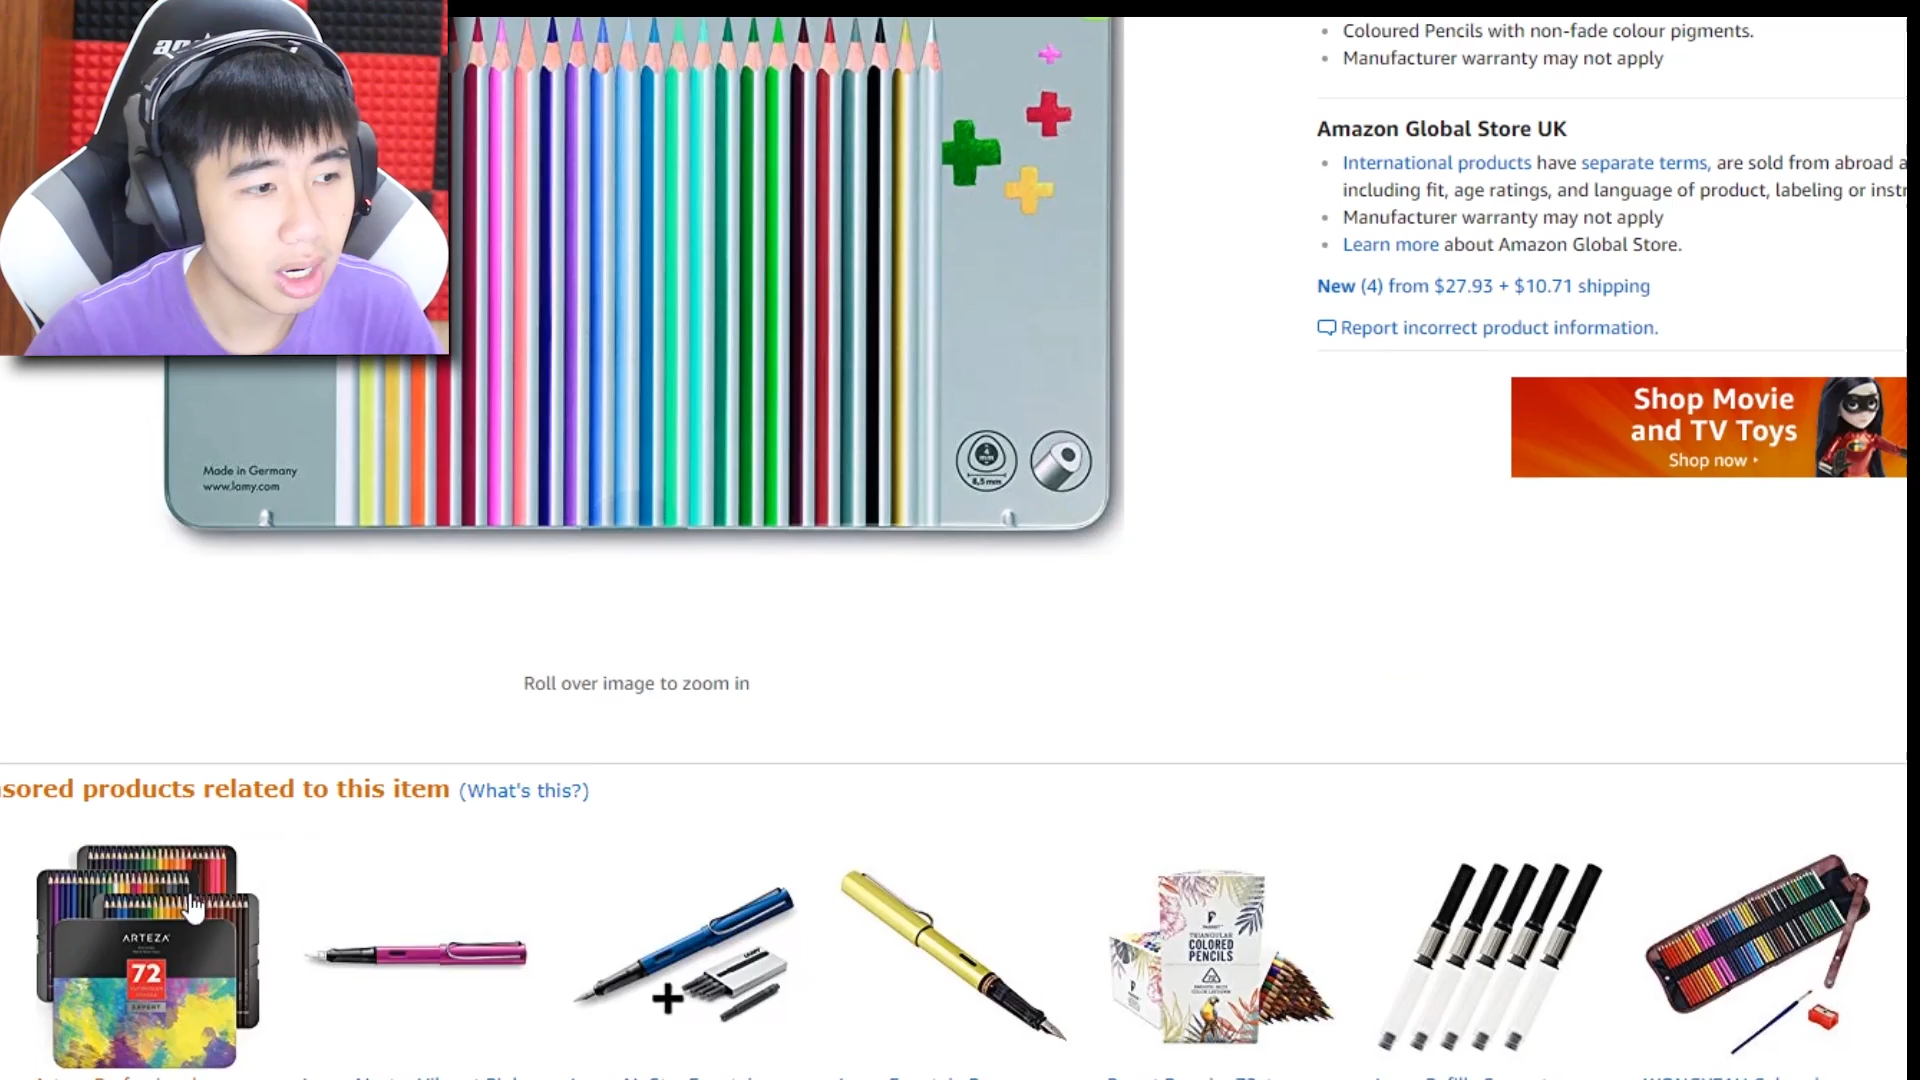 Coloured Pencils with non-fade colour pigments.
Manufacturer warranty may not apply
Amazon Global Store UK
International products have separate terms, are sold from abroad a
including fit, age ratings, and language of product, labeling or inst
Manufacturer warranty may not apply
Learn more about Amazon Global Store.
New (4) from $27.93 + $10.71 shipping
Report incorrect product information.
Shop Movie
and TV Toys
Shop now
Made in Germany
www.lamy.com
4
mm
8,5 mm
Roll over image to zoom in
sored products related to this item (What's this?)
ARTEZA
72
EXPERT
LAMY
TRIANGULAR
COLORED
PENCILS